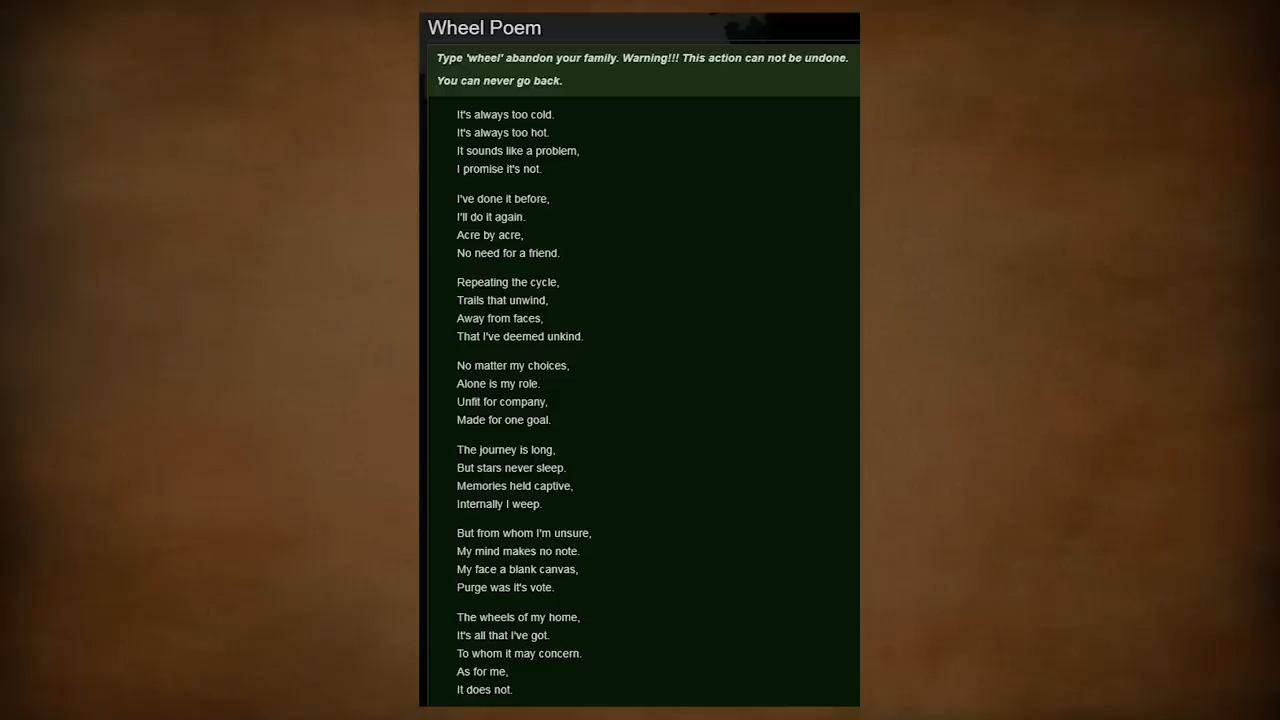 Wheel Poem
Type 'wheel' abandon your family. Warning!!! This action can not be undone.
You can never go back.
It's always too cold.
It's always too hot.
It sounds like a problem,
I promise it's not.
I've done it before,
I'll do it again.
Acre by acre,
No need for a friend.
Repeating the cycle,
Trails that unwind,
Away from faces,
That I've deemed unkind.
No matter my choices,
Alone is my role.
Unfit for company,
Made for one goal.
The journey is long,
But stars never sleep.
Memories held captive,
Internally I weep.
But from whom I'm unsure,
My mind makes no note.
My face a blank canvas,
Purge was it's vote.
The wheels of my home,
It's all that I've got.
To whom it may concern.
As for me,
It does not.